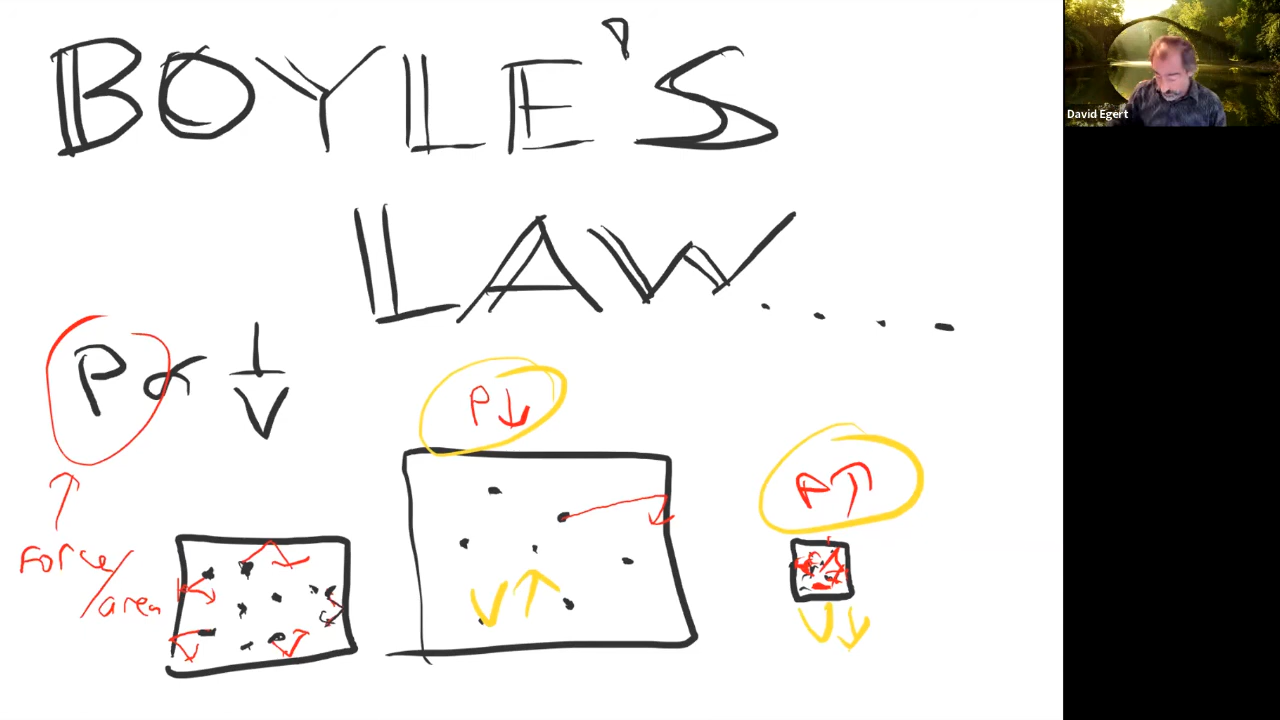 BOYLE'S
LAW.....
P ∝ 1/V
Force/
area
P↓
V↑
P↑
V↓
David Egert